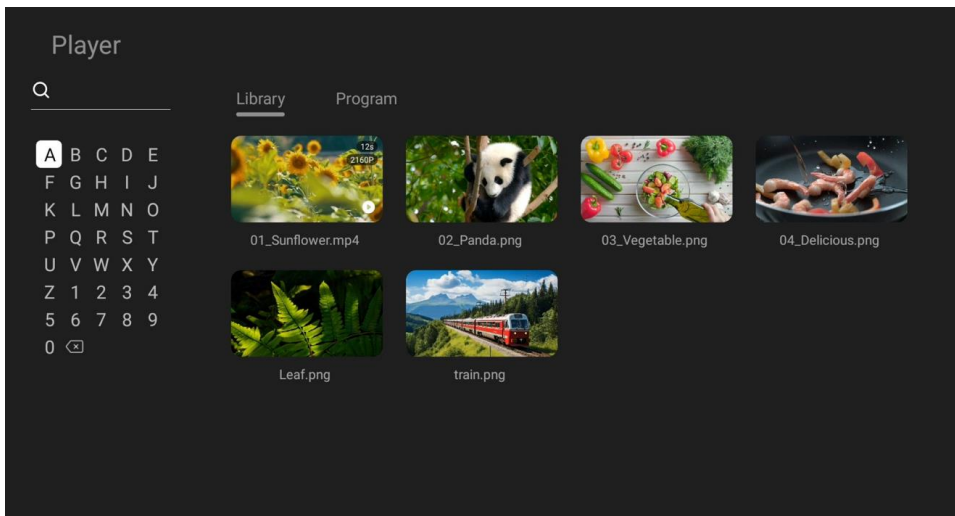 Player
Library Program
A B C D E
F G H I J
K L M N O
P Q R S T
U V W X Y
Z 1 2 3 4
5 6 7 8 9
0
12s
2160P
01_Sunflower.mp4
02_Panda.png
03_Vegetable.png
04_Delicious.png
Leaf.png
train.png